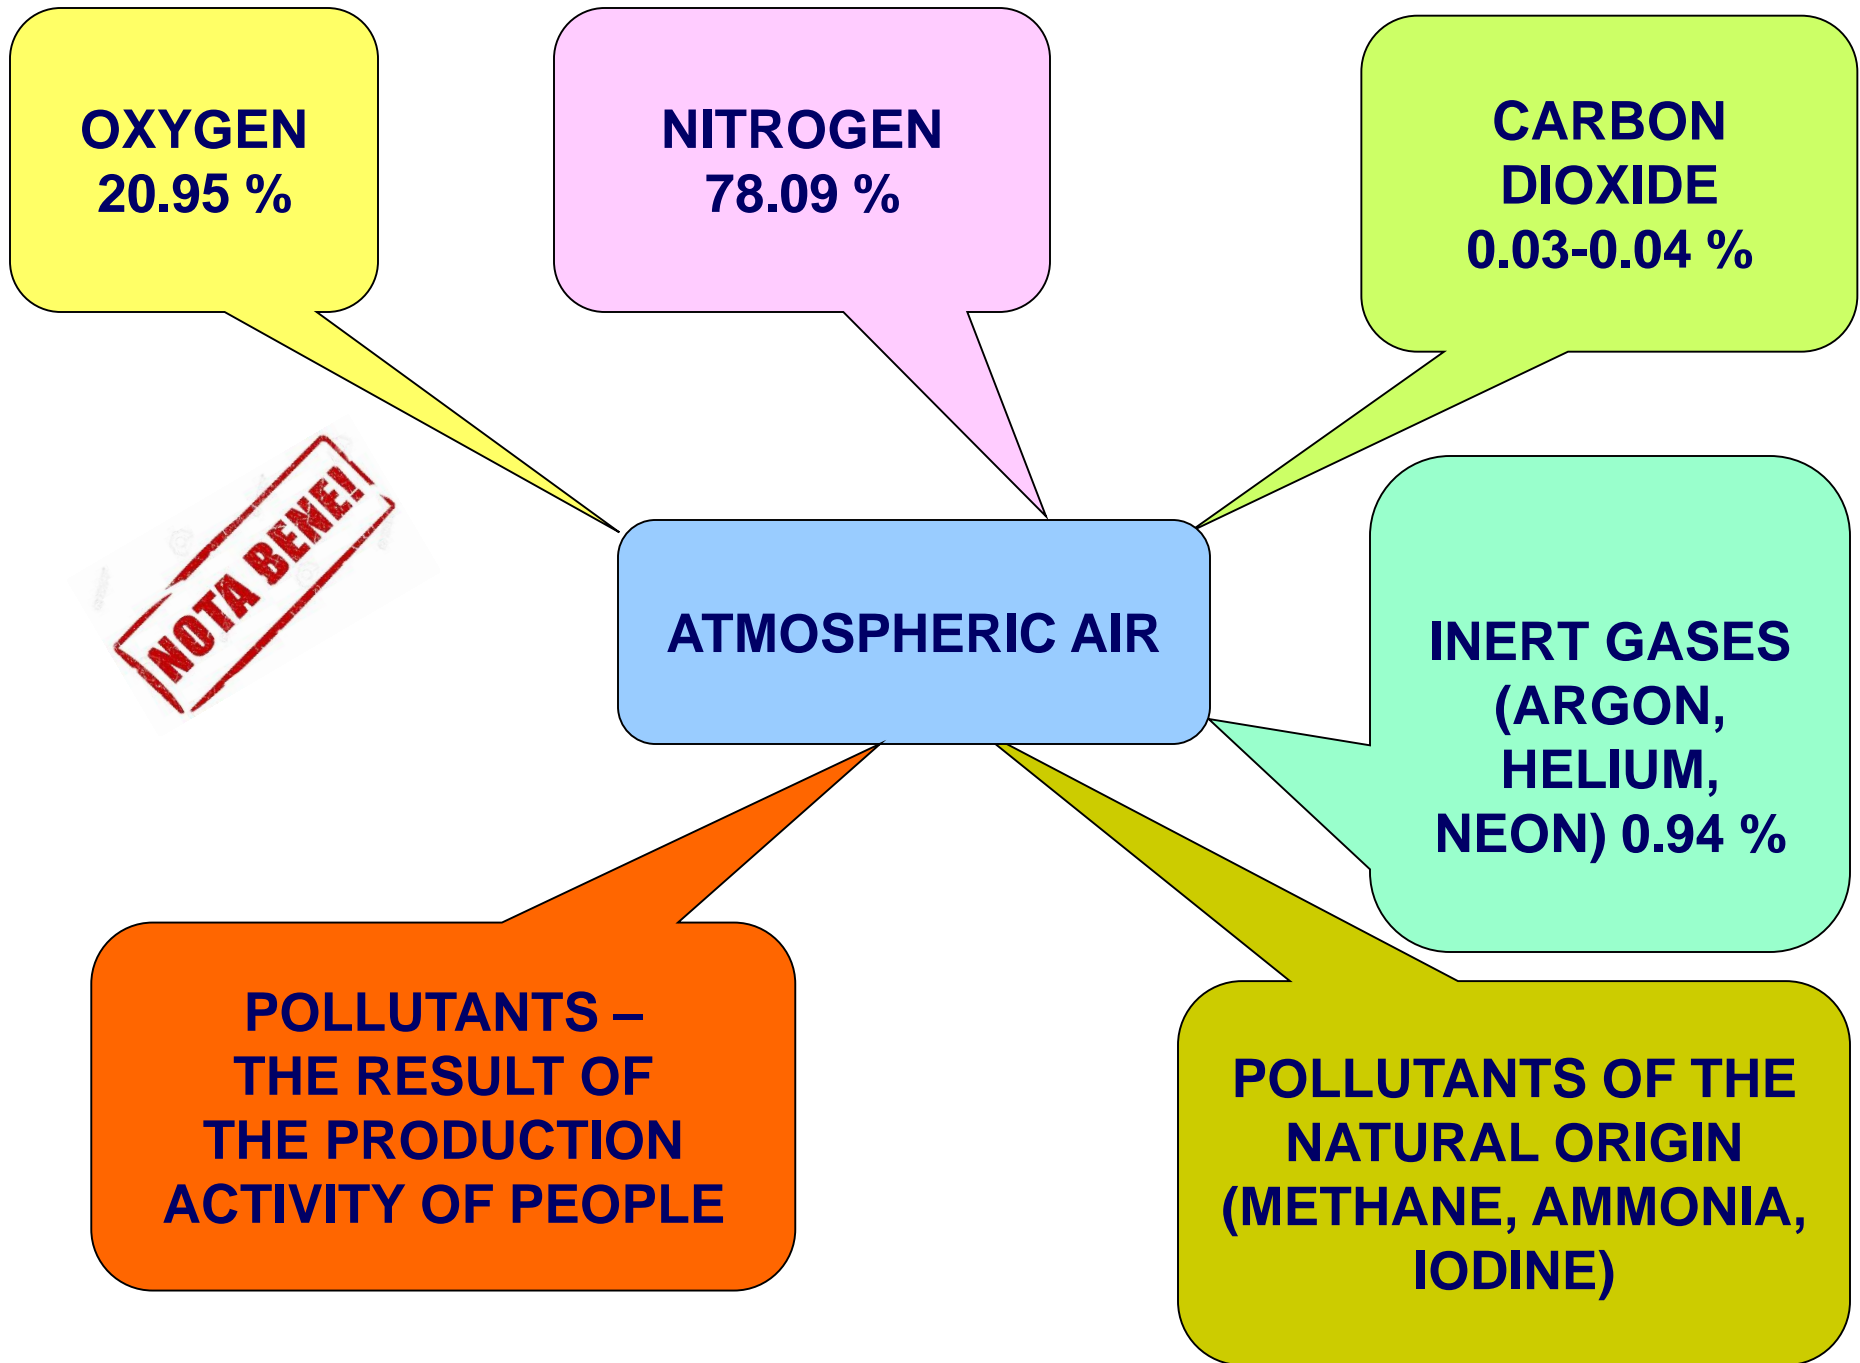 OXYGEN
20.95 %
NITROGEN
78.09 %
CARBON
DIOXIDE
0.03-0.04 %
NOTA BENE!
ATMOSPHERIC AIR
INERT GASES
(ARGON,
HELIUM,
NEON) 0.94 %
POLLUTANTS –
THE RESULT OF
THE PRODUCTION
ACTIVITY OF PEOPLE
POLLUTANTS OF THE
NATURAL ORIGIN
(METHANE, AMMONIA,
IODINE)